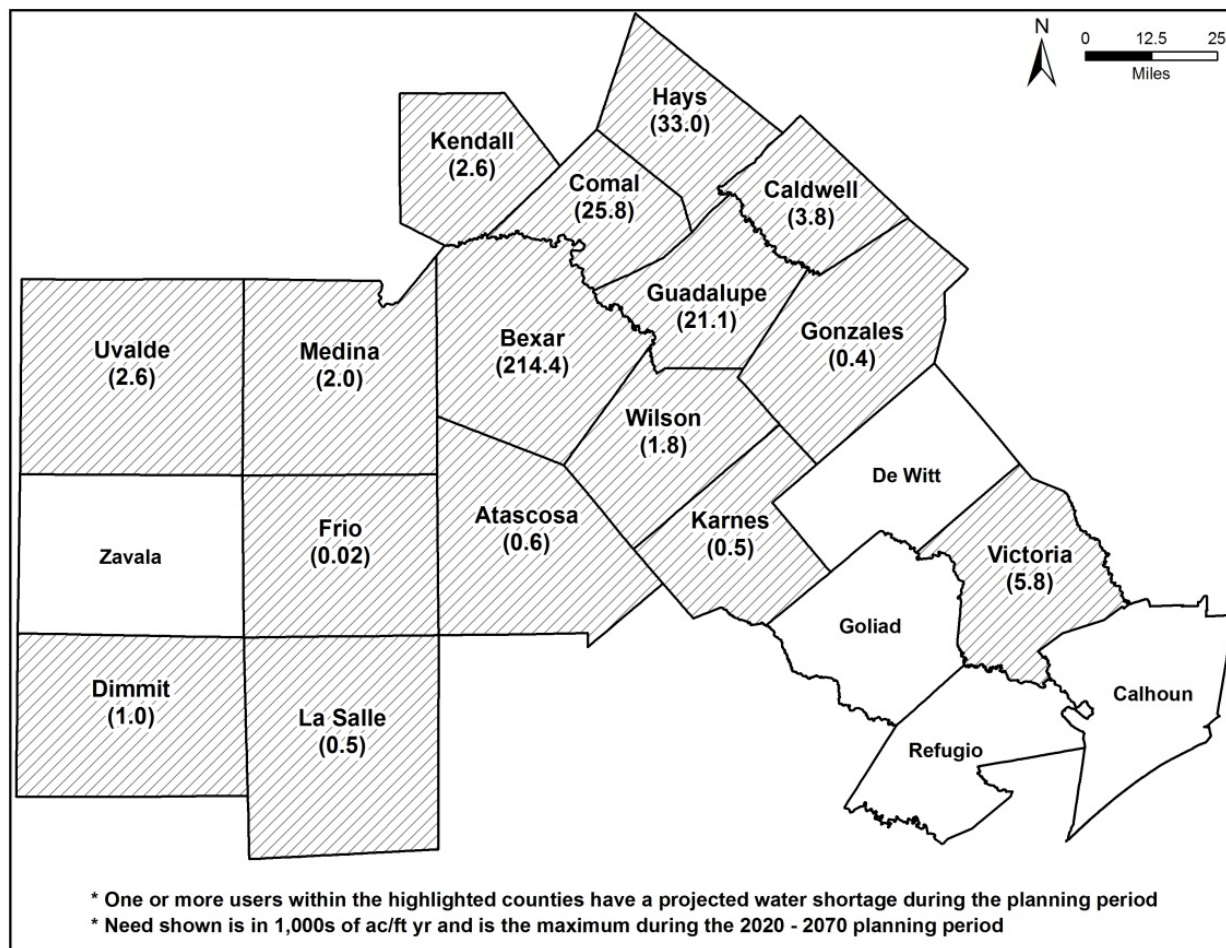 N
0 12.5 25
Miles
Hays
(33.0)
Kendall
(2.6)
Comal
(25.8)
Caldwell
(3.8)
Guadalupe
(21.1)
Gonzales
(0.4)
Uvalde
(2.6)
Medina
(2.0)
Bexar
(214.4)
Wilson
(1.8)
De Witt
Zavala
Frio
(0.02)
Atascosa
(0.6)
Karnes
(0.5)
Victoria
(5.8)
Goliad
Dimmit
(1.0)
La Salle
(0.5)
Calhoun
Refugio
* One or more users within the highlighted counties have a projected water shortage during the planning period
* Need shown is in 1,000s of ac/ft yr and is the maximum during the 2020 - 2070 planning period